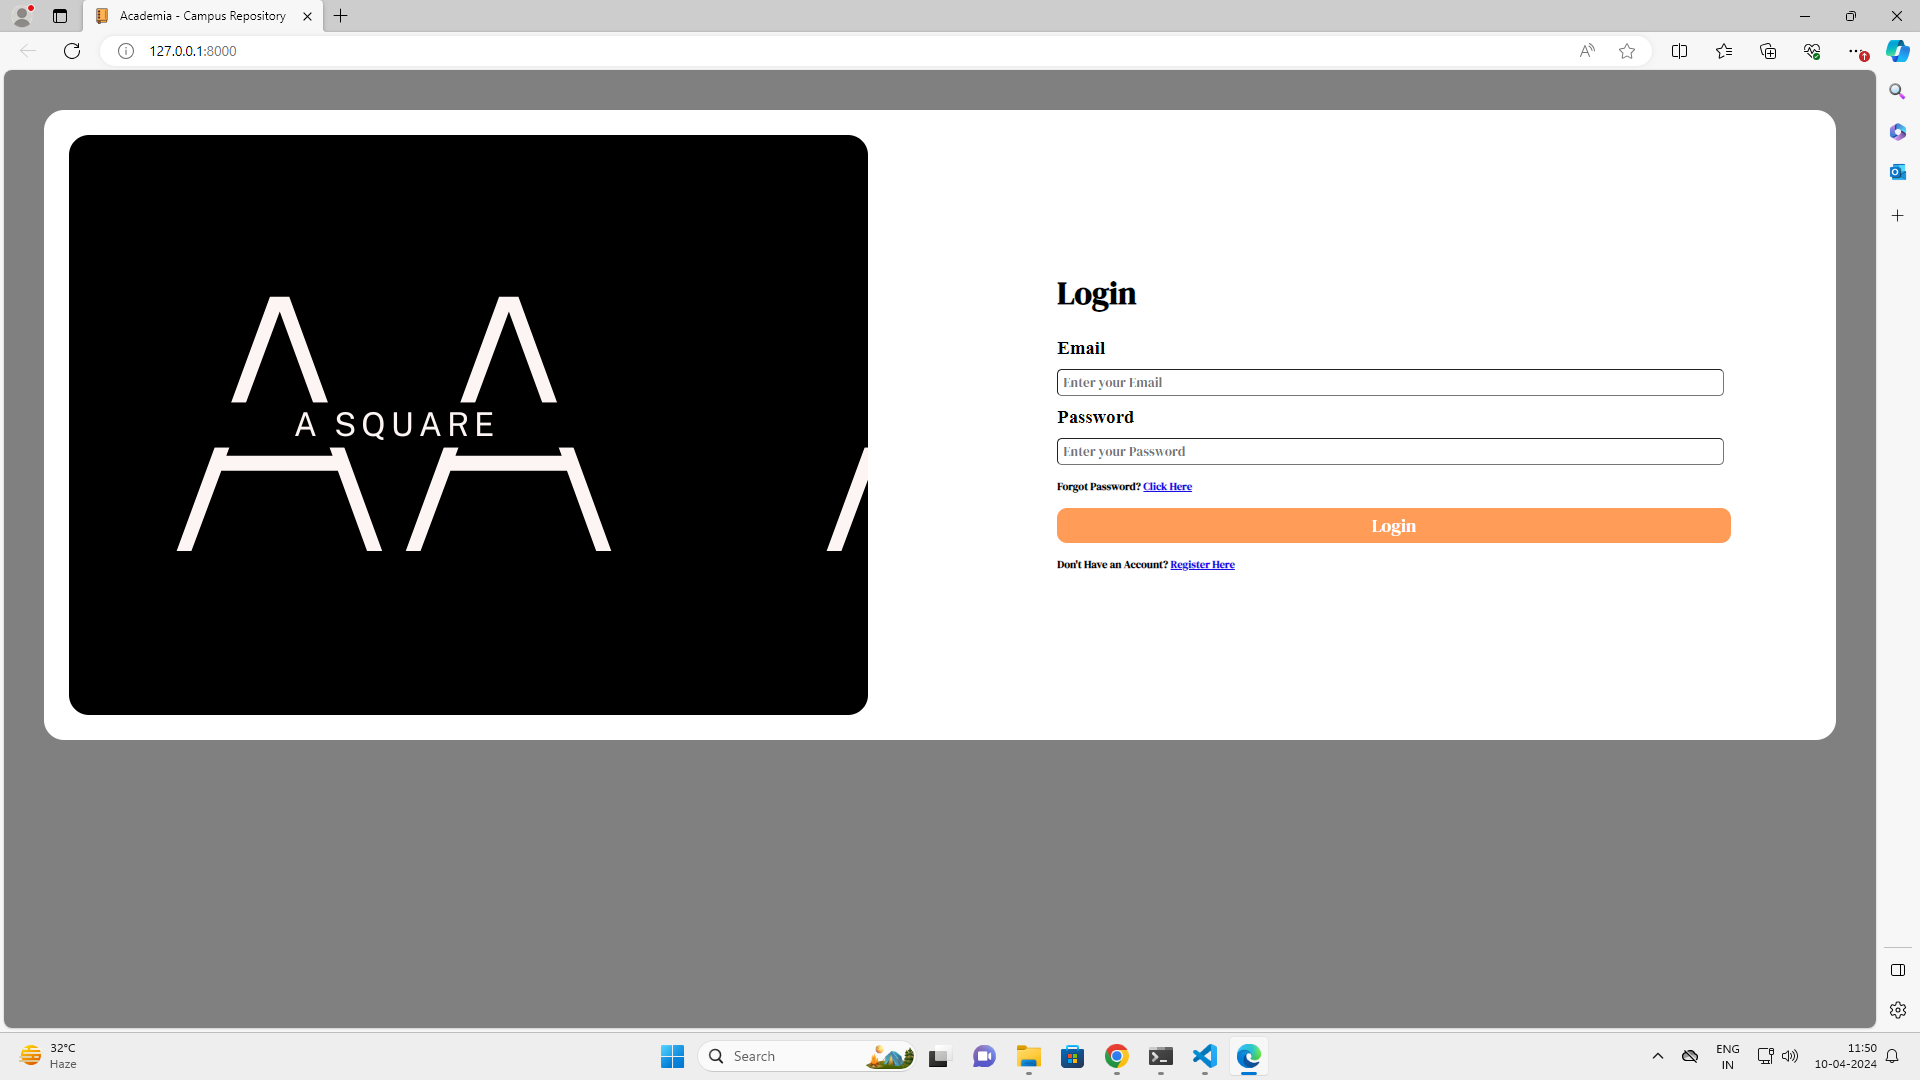 Academia - Campus Repository
127.0.0.1:8000
A SQUARE
Login
Email
Enter your Email
Password
Enter your Password
Forgot Password? Click Here
Login
Don't Have an Account? Register Here
32°C
Haze
Search
ENG
IN
11:50
10-04-2024